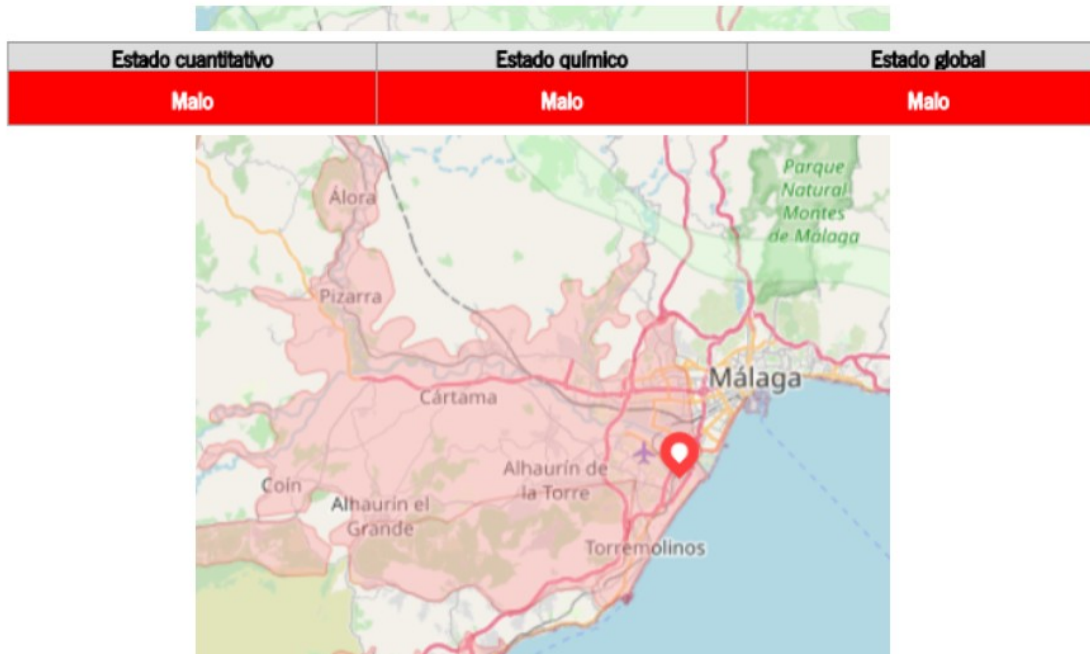 Estado cuantitativo Estado químico Estado global
Malo Malo Malo
Parque
Natural
Montes
de Málaga
Álora
Pizarra
Málaga
Cártama
Alhaurín de
la Torre
Coín
Alhaurín el
Grande
Torremolinos